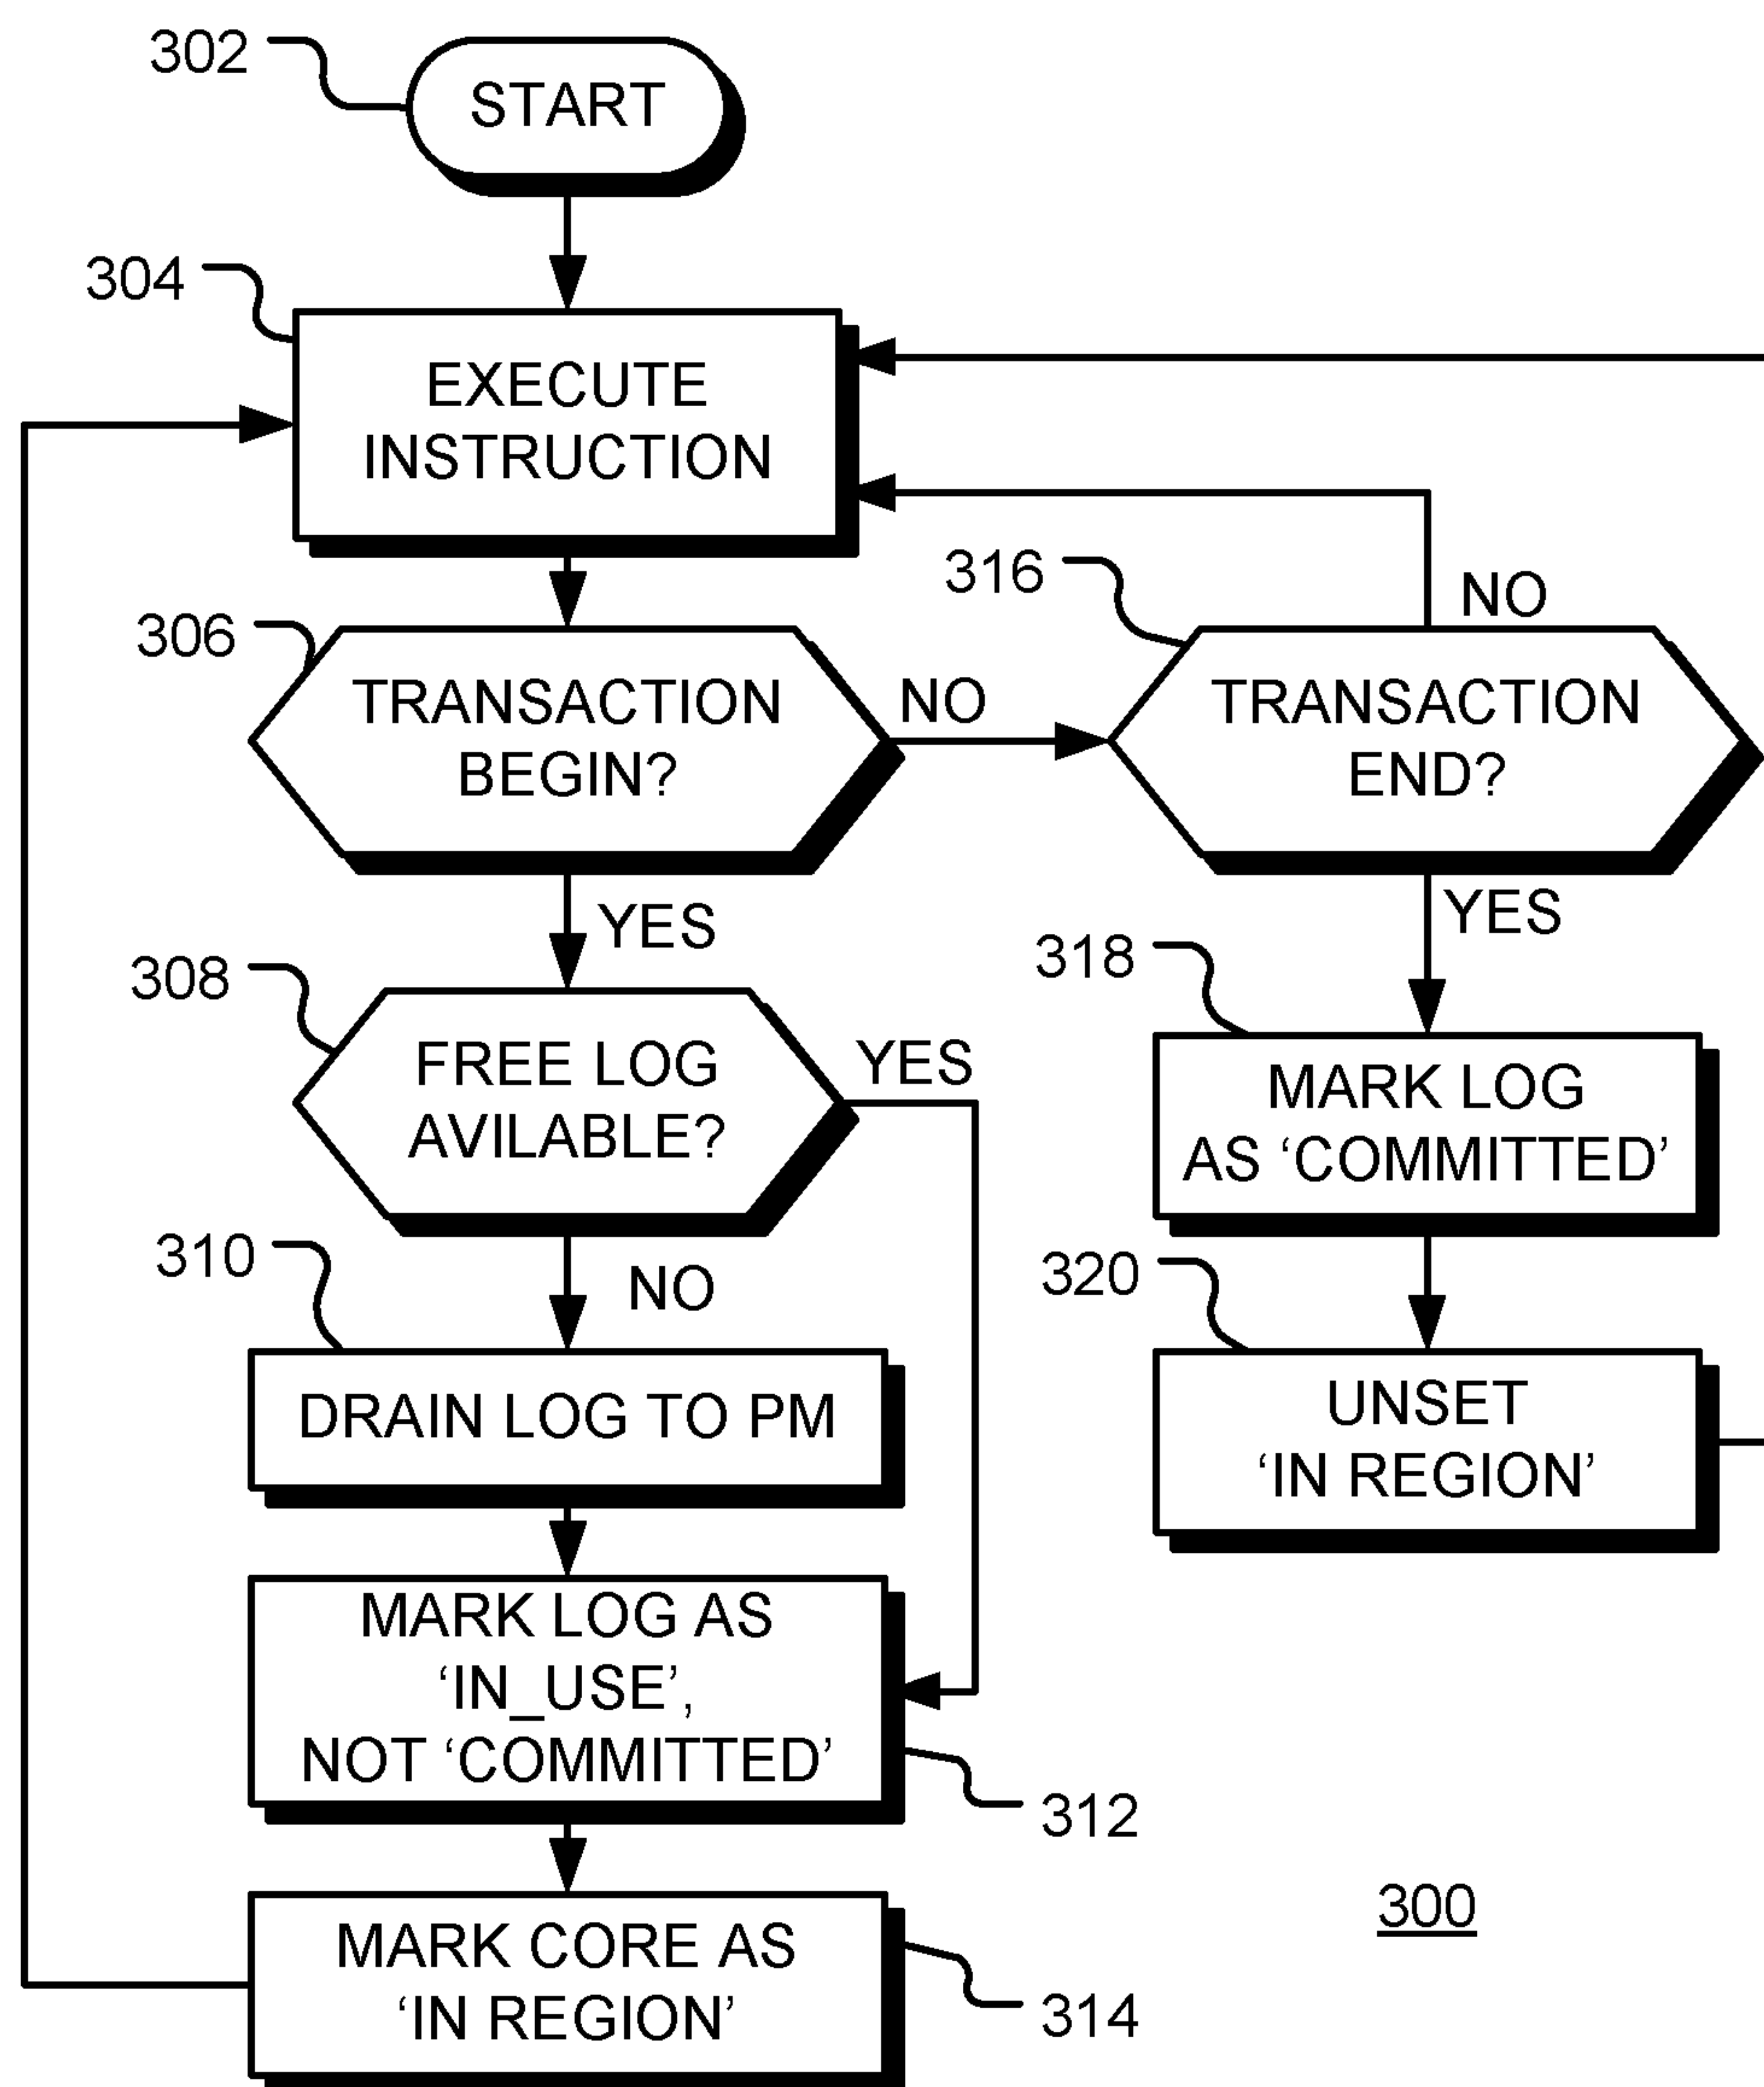 302
START
304
EXECUTE
INSTRUCTION
316
NO
306
TRANSACTION
BEGIN?
NO
TRANSACTION
END?
YES
YES
308
318
FREE LOG
AVILABLE?
YES
MARK LOG
AS ‘COMMITTED’
310
NO
320
DRAIN LOG TO PM
UNSET
‘IN REGION’
MARK LOG AS
‘IN_USE’,
NOT ‘COMMITTED’
312
300
MARK CORE AS
‘IN REGION’
314